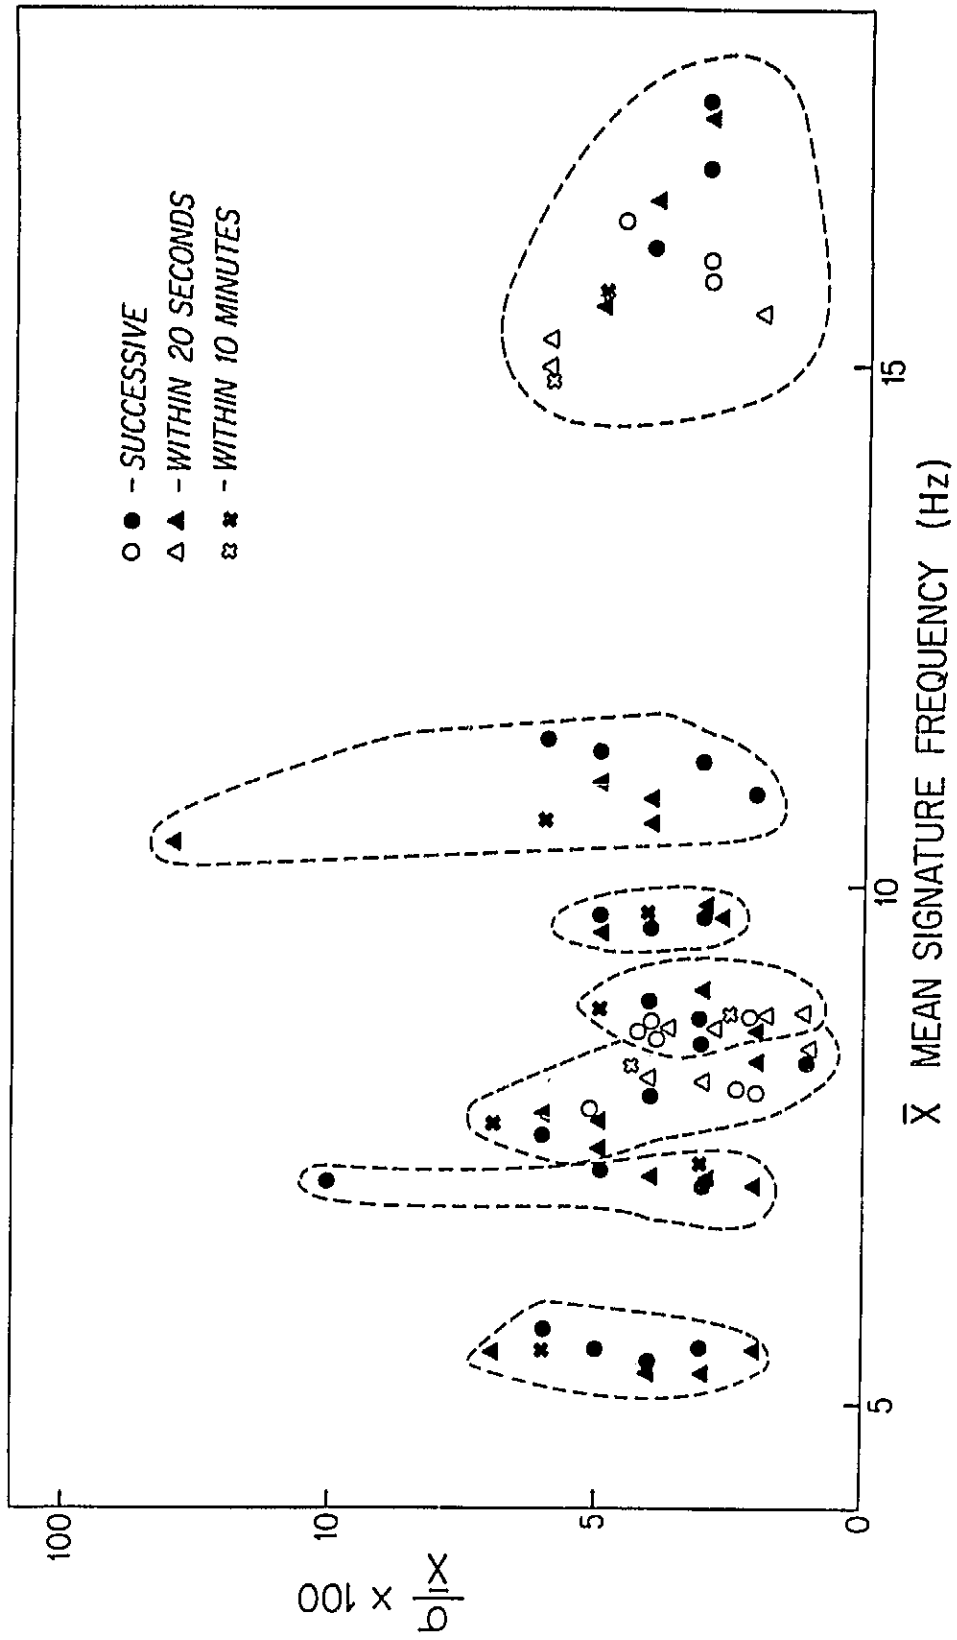 ○ ● – SUCCESSIVE
△ ▲ – WITHIN 20 SECONDS
– WITHIN 10 MINUTES
100
10
5
0
σ/X̄ x 100
5
10
15
X̄ MEAN SIGNATURE FREQUENCY (Hz)